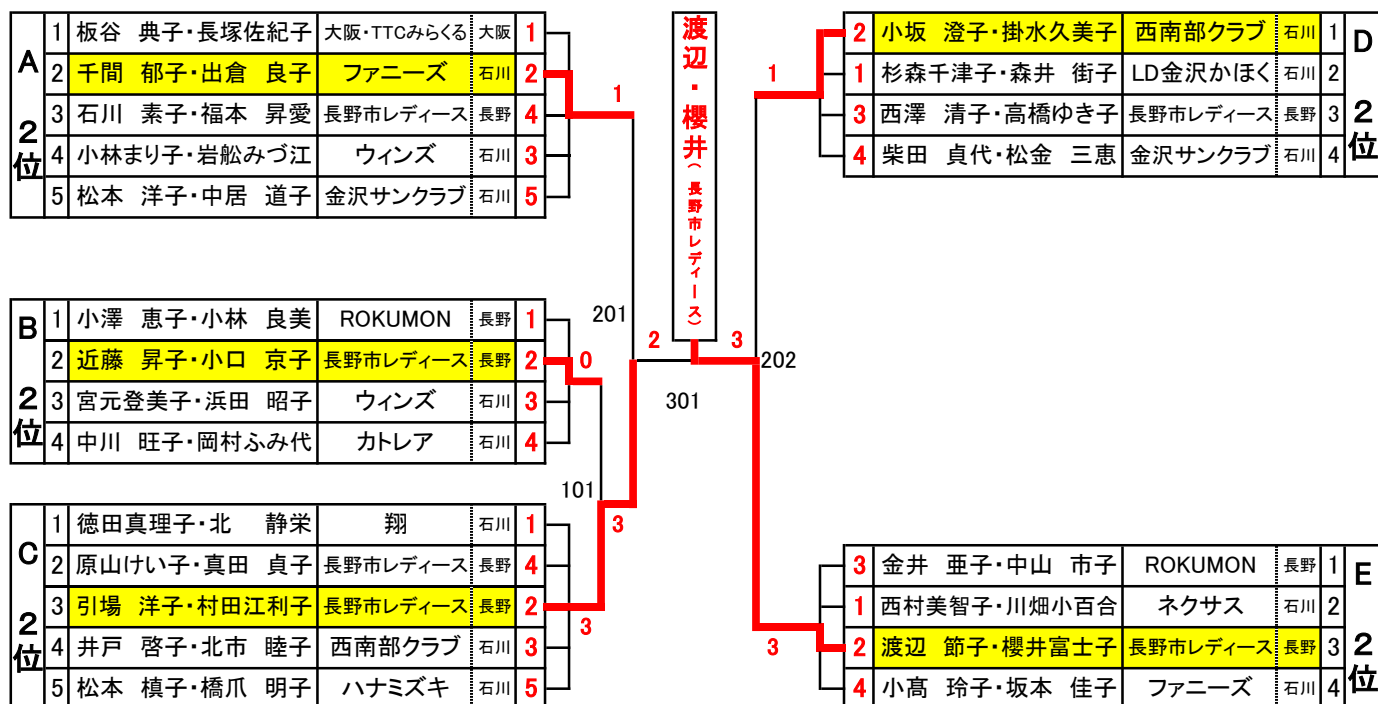 A 2位
1 板谷 典子・長塚佐紀子 大阪・TTCみらくる 大阪 1
2 千間 郁子・出倉 良子 ファニーズ 石川 2
3 石川 素子・福本 昇愛 長野市レディース 長野 4
4 小林まり子・岩舩みづ江 ウィンズ 石川 3
5 松本 洋子・中居 道子 金沢サンクラブ 石川 5
1
B 2位
1 小澤 恵子・小林 良美 ROKUMON 長野 1
2 近藤 昇子・小口 京子 長野市レディース 長野 2
3 宮元登美子・浜田 昭子 ウィンズ 石川 3
4 中川 旺子・岡村ふみ代 カトレア 石川 4
0
201
101
C 2位
1 徳田真理子・北 静栄 翔 石川 1
2 原山けい子・真田 貞子 長野市レディース 長野 4
3 引場 洋子・村田江利子 長野市レディース 長野 2
4 井戸 啓子・北市 睦子 西南部クラブ 石川 3
5 松本 槙子・橋爪 明子 ハナミズキ 石川 5
3
3
渡辺・櫻井(長野市レディース)
2
3
301
202
D 2位
2 小坂 澄子・掛水久美子 西南部クラブ 石川 1
1 杉森千津子・森井 街子 LD金沢かほく 石川 2
3 西澤 清子・高橋ゆき子 長野市レディース 長野 3
4 柴田 貞代・松金 三恵 金沢サンクラブ 石川 4
1
E 2位
3 金井 亜子・中山 市子 ROKUMON 長野 1
1 西村美智子・川畑小百合 ネクサス 石川 2
2 渡辺 節子・櫻井富士子 長野市レディース 長野 3
4 小髙 玲子・坂本 佳子 ファニーズ 石川 4
3